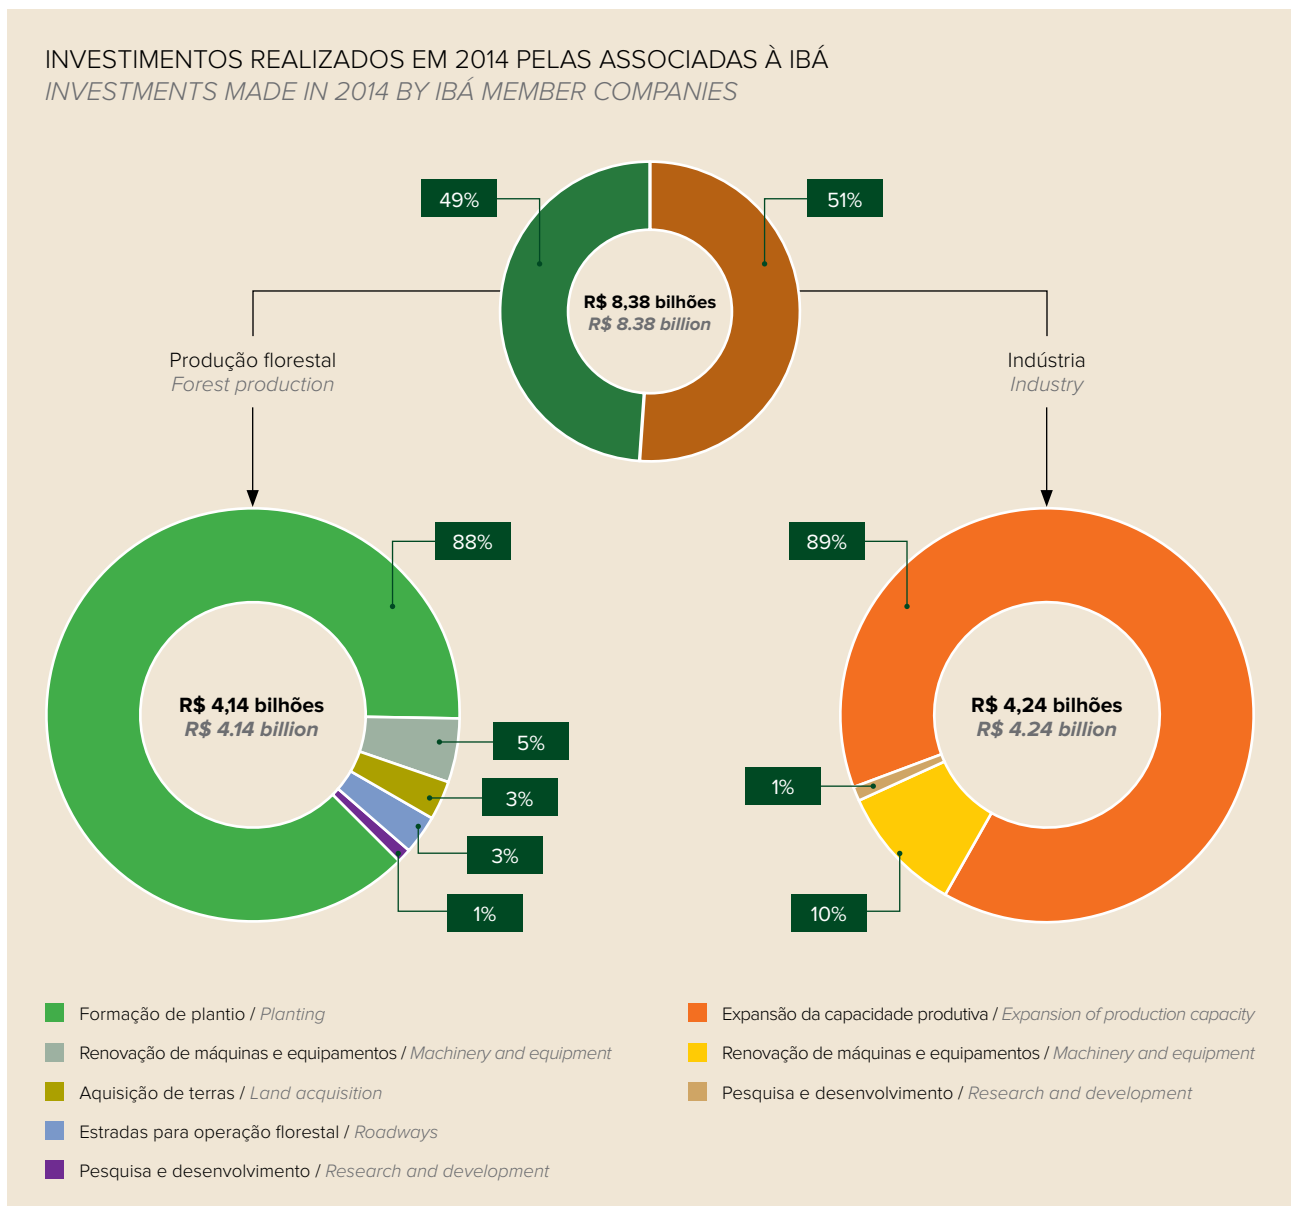 INVESTIMENTOS REALIZADOS EM 2014 PELAS ASSOCIADAS À IBÁ
INVESTMENTS MADE IN 2014 BY IBÁ MEMBER COMPANIES
49%
51%
R$ 8,38 bilhões
R$ 8.38 billion
Produção florestal
Forest production
Indústria
Industry
88%
89%
R$ 4,14 bilhões
R$ 4.14 billion
R$ 4,24 bilhões
R$ 4.24 billion
5%
3%
3%
1%
1%
10%
Formação de plantio / Planting
Renovação de máquinas e equipamentos / Machinery and equipment
Aquisição de terras / Land acquisition
Estradas para operação florestal / Roadways
Pesquisa e desenvolvimento / Research and development
Expansão da capacidade produtiva / Expansion of production capacity
Renovação de máquinas e equipamentos / Machinery and equipment
Pesquisa e desenvolvimento / Research and development